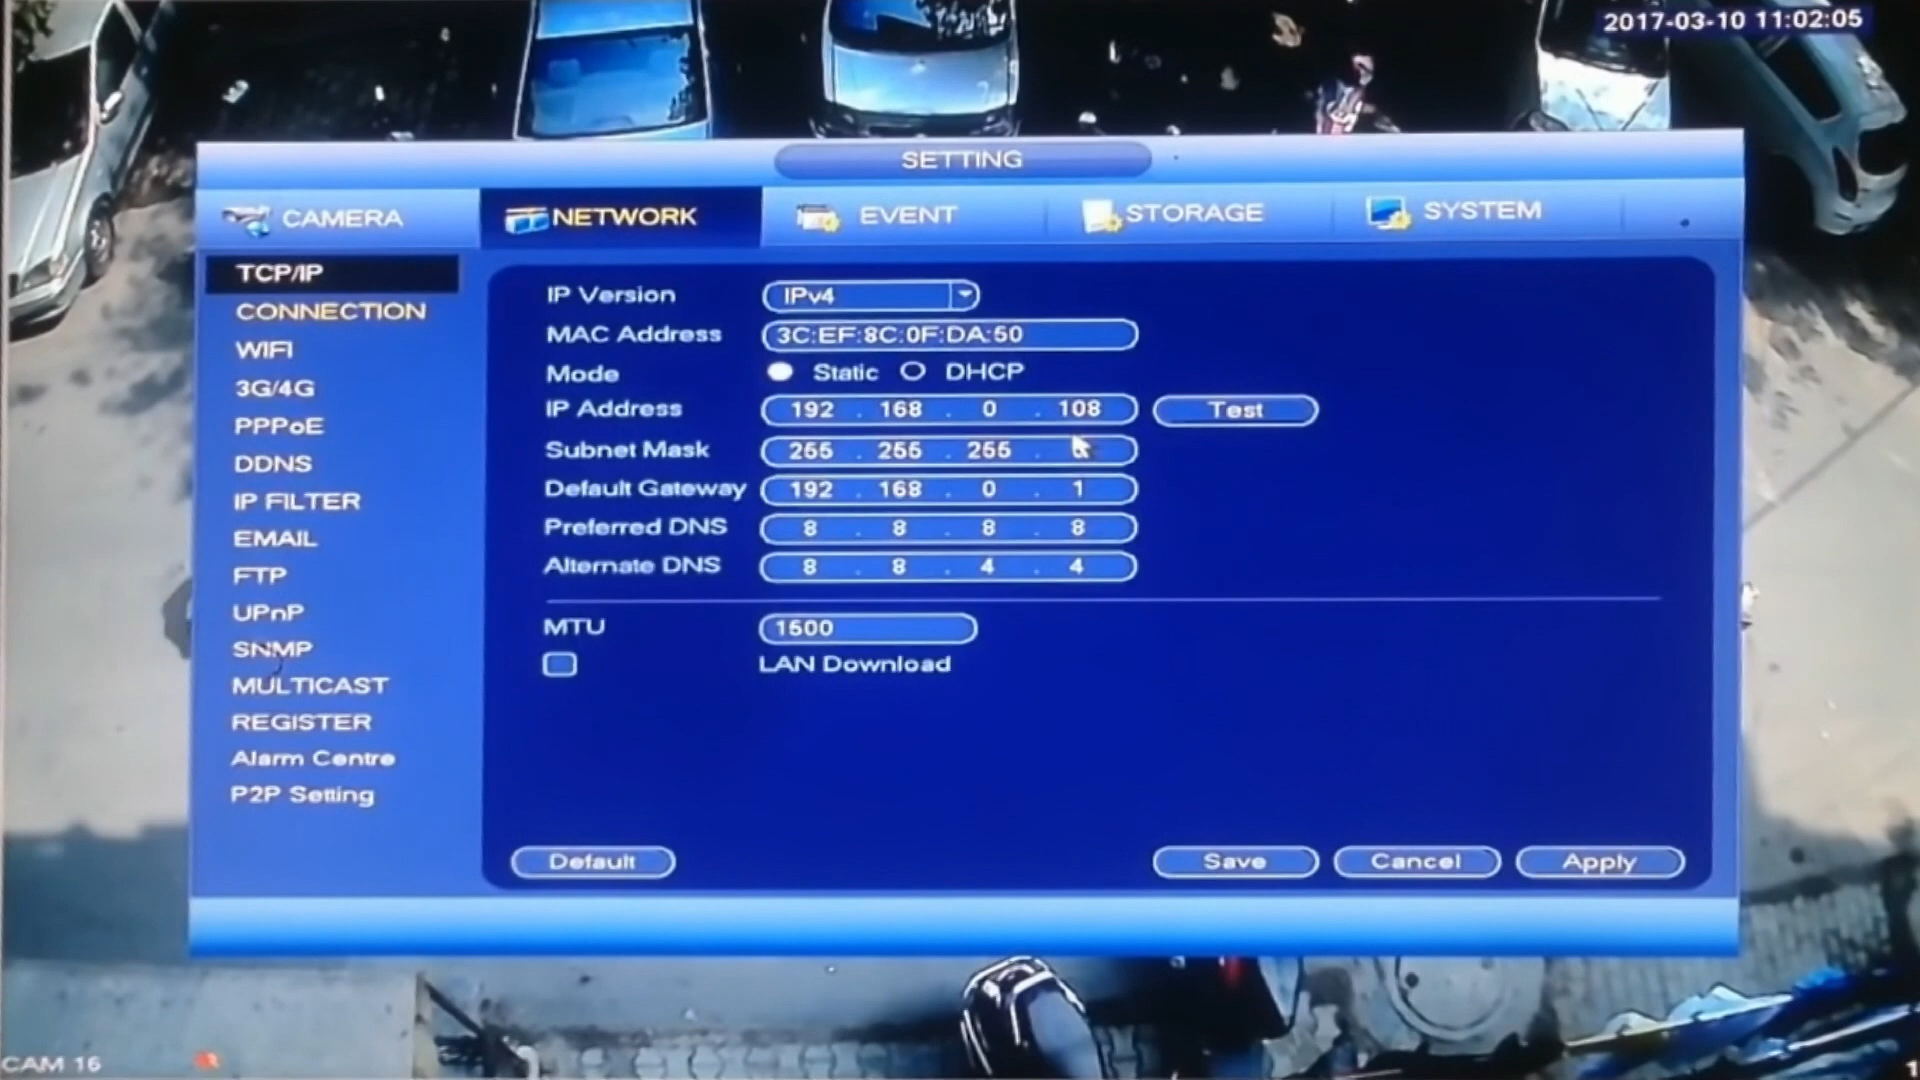 2017-03-10 11:02:05
SETTING
CAMERA NETWORK EVENT STORAGE SYSTEM
TCP/IP
CONNECTION
WIFI
3G/4G
PPPoE
DDNS
IP FILTER
EMAIL
FTP
UPnP
SNMP
MULTICAST
REGISTER
Alarm Centre
P2P Setting
IP Version IPv4
MAC Address 3C:EF:8C:0F:DA:50
Mode Static DHCP
IP Address 192 . 168 . 0 . 108 Test
Subnet Mask 255 . 255 . 255 .
Default Gateway 192 . 168 . 0 . 1
Preferred DNS 8 . 8 . 8 . 8
Alternate DNS 8 . 8 . 4 . 4
MTU 1500
LAN Download
Default Save Cancel Apply
CAM 16